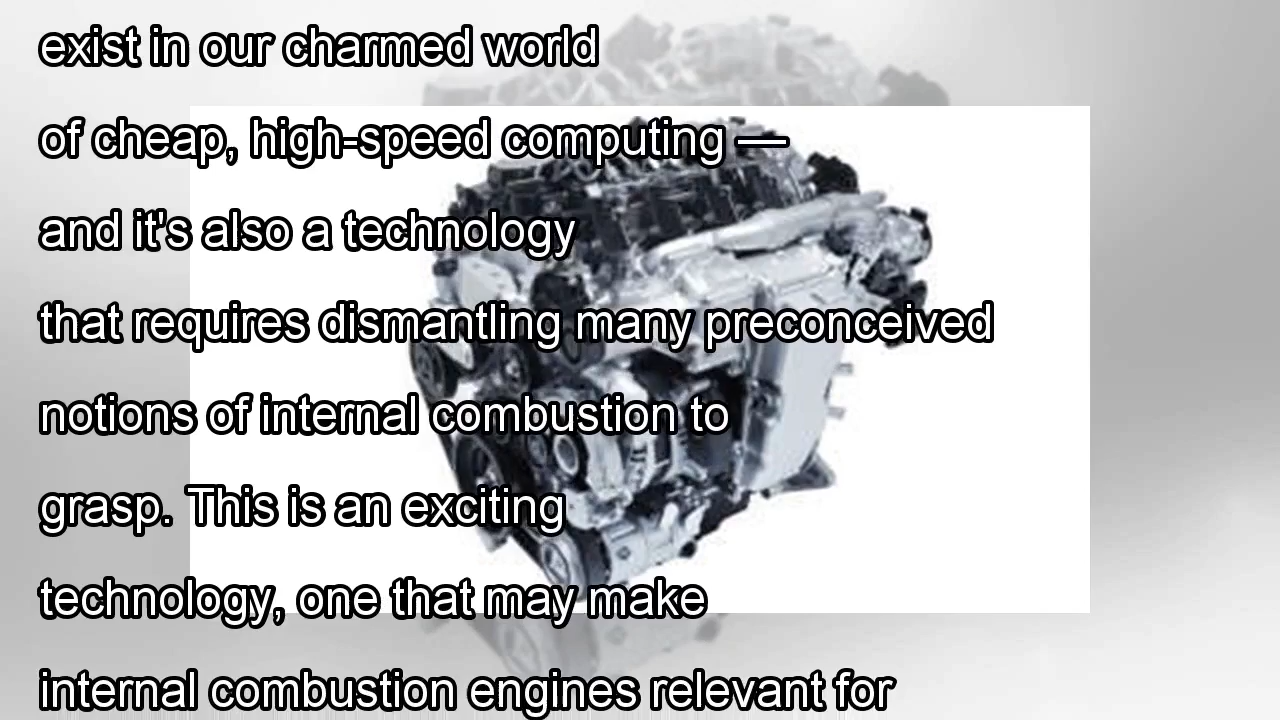 exist in our charmed world
of cheap, high-speed computing —
and it's also a technology
that requires dismantling many preconceived
notions of internal combustion to
grasp. This is an exciting
technology, one that may make
internal combustion engines relevant for